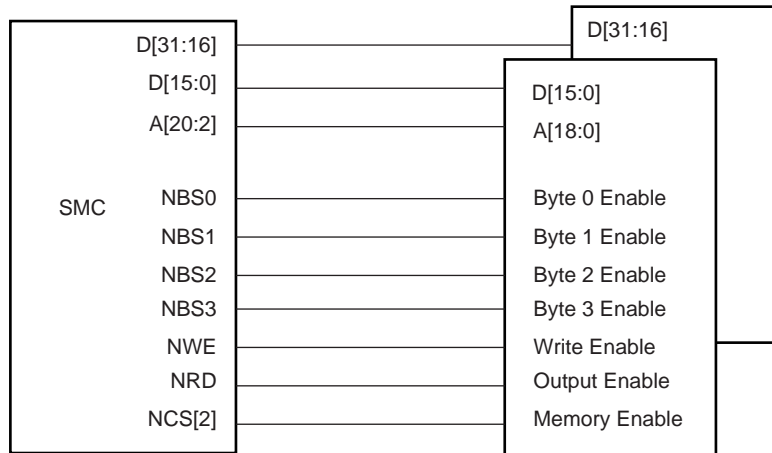 D[31:16] D[31:16]
D[15:0] D[15:0]
A[20:2] A[18:0]
SMC NBS0 Byte 0 Enable
NBS1 Byte 1 Enable
NBS2 Byte 2 Enable
NBS3 Byte 3 Enable
NWE Write Enable
NRD Output Enable
NCS[2] Memory Enable